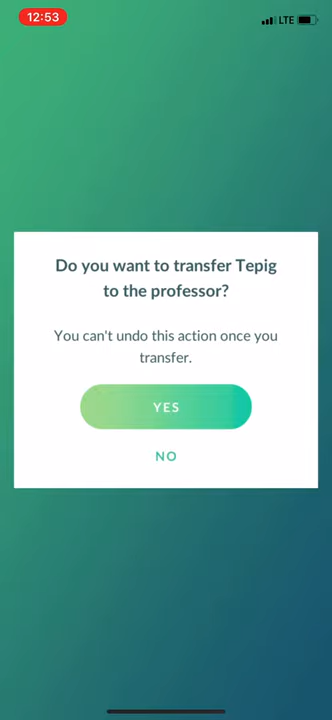 12:53
LTE
Do you want to transfer Tepig
to the professor?
You can't undo this action once you
transfer.
YES
NO